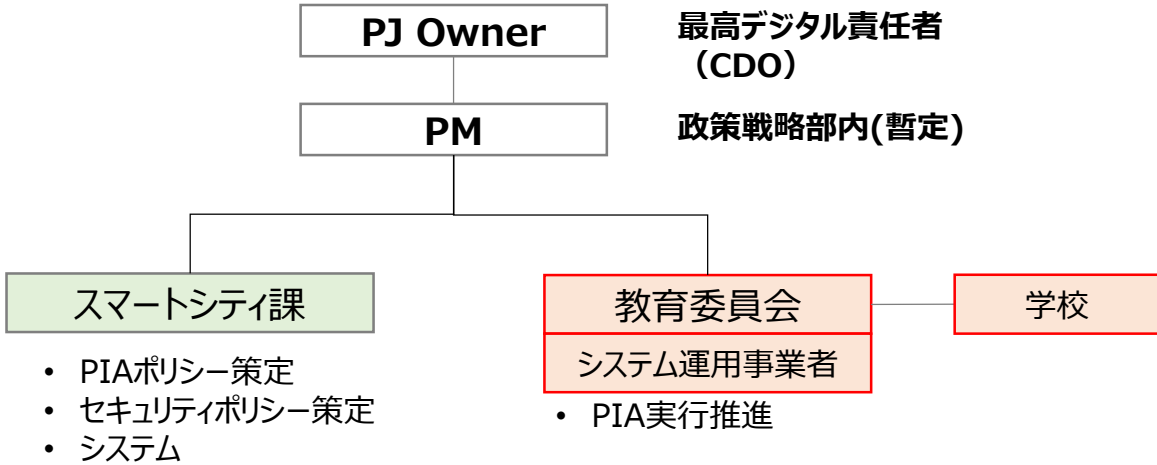 PJ Owner
最高デジタル責任者
（CDO）
PM
政策戦略部内(暫定)
スマートシティ課
教育委員会
学校
システム運用事業者
• PIAポリシー策定
• セキュリティポリシー策定
• システム
• PIA実行推進